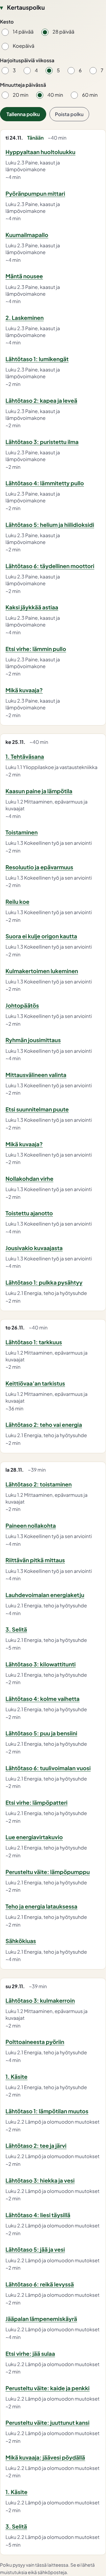 ▼ Kertauspolku
Kesto
14 päivää
28 päivää
Koepäivä
Harjoituspäiviä viikossa
3
4
5
6
7
Minuutteja päivässä
20 min
40 min
60 min
Tallenna polku
Poista polku
ti 24.11. Tänään ~40 min
Hyppyaltaan huoltoluukku
Luku 2.3 Paine, kaasut ja
lämpövoimakone
~4 min
Pyöränpumpun mittari
Luku 2.3 Paine, kaasut ja
lämpövoimakone
~4 min
Kuumailmapallo
Luku 2.3 Paine, kaasut ja
lämpövoimakone
~4 min
Mäntä nousee
Luku 2.3 Paine, kaasut ja
lämpövoimakone
~4 min
2. Laskeminen
Luku 2.3 Paine, kaasut ja
lämpövoimakone
~4 min
Lähtötaso 1: lumikengät
Luku 2.3 Paine, kaasut ja
lämpövoimakone
~2 min
Lähtötaso 2: kapea ja leveä
Luku 2.3 Paine, kaasut ja
lämpövoimakone
~2 min
Lähtötaso 3: puristettu ilma
Luku 2.3 Paine, kaasut ja
lämpövoimakone
~2 min
Lähtötaso 4: lämmitetty pullo
Luku 2.3 Paine, kaasut ja
lämpövoimakone
~2 min
Lähtötaso 5: helium ja hiilidioksidi
Luku 2.3 Paine, kaasut ja
lämpövoimakone
~2 min
Lähtötaso 6: täydellinen moottori
Luku 2.3 Paine, kaasut ja
lämpövoimakone
~2 min
Kaksi jäykkää astiaa
Luku 2.3 Paine, kaasut ja
lämpövoimakone
~4 min
Etsi virhe: lämmin pullo
Luku 2.3 Paine, kaasut ja
lämpövoimakone
~2 min
Mikä kuvaaja?
Luku 2.3 Paine, kaasut ja
lämpövoimakone
~2 min
ke 25.11. ~40 min
1. Tehtäväsana
Luku 1.1 Ylioppilaskoe ja vastaustekniikka
~2 min
Kaasun paine ja lämpötila
Luku 1.2 Mittaaminen, epävarmuus ja
kuvaajat
~4 min
Toistaminen
Luku 1.3 Kokeellinen työ ja sen arviointi
~2 min
Resoluutio ja epävarmuus
Luku 1.3 Kokeellinen työ ja sen arviointi
~2 min
Reilu koe
Luku 1.3 Kokeellinen työ ja sen arviointi
~2 min
Suora ei kulje origon kautta
Luku 1.3 Kokeellinen työ ja sen arviointi
~2 min
Kulmakertoimen lukeminen
Luku 1.3 Kokeellinen työ ja sen arviointi
~2 min
Johtopäätös
Luku 1.3 Kokeellinen työ ja sen arviointi
~2 min
Ryhmän jousimittaus
Luku 1.3 Kokeellinen työ ja sen arviointi
~4 min
Mittausvälineen valinta
Luku 1.3 Kokeellinen työ ja sen arviointi
~2 min
Etsi suunnitelman puute
Luku 1.3 Kokeellinen työ ja sen arviointi
~2 min
Mikä kuvaaja?
Luku 1.3 Kokeellinen työ ja sen arviointi
~2 min
Nollakohdan virhe
Luku 1.3 Kokeellinen työ ja sen arviointi
~2 min
Toistettu ajanotto
Luku 1.3 Kokeellinen työ ja sen arviointi
~4 min
Jousivakio kuvaajasta
Luku 1.3 Kokeellinen työ ja sen arviointi
~4 min
Lähtötaso 1: pulkka pysähtyy
Luku 2.1 Energia, teho ja hyötysuhde
~2 min
to 26.11. ~40 min
Lähtötaso 1: tarkkuus
Luku 1.2 Mittaaminen, epävarmuus ja
kuvaajat
~2 min
Keittiövaa'an tarkistus
Luku 1.2 Mittaaminen, epävarmuus ja
kuvaajat
~36 min
Lähtötaso 2: teho vai energia
Luku 2.1 Energia, teho ja hyötysuhde
~2 min
la 28.11. ~39 min
Lähtötaso 2: toistaminen
Luku 1.2 Mittaaminen, epävarmuus ja
kuvaajat
~2 min
Paineen nollakohta
Luku 1.3 Kokeellinen työ ja sen arviointi
~4 min
Riittävän pitkä mittaus
Luku 1.3 Kokeellinen työ ja sen arviointi
~4 min
Lauhdevoimalan energiaketju
Luku 2.1 Energia, teho ja hyötysuhde
~4 min
3. Selitä
Luku 2.1 Energia, teho ja hyötysuhde
~5 min
Lähtötaso 3: kilowattitunti
Luku 2.1 Energia, teho ja hyötysuhde
~2 min
Lähtötaso 4: kolme vaihetta
Luku 2.1 Energia, teho ja hyötysuhde
~2 min
Lähtötaso 5: puu ja bensiini
Luku 2.1 Energia, teho ja hyötysuhde
~2 min
Lähtötaso 6: tuulivoimalan vuosi
Luku 2.1 Energia, teho ja hyötysuhde
~2 min
Etsi virhe: lämpöpatteri
Luku 2.1 Energia, teho ja hyötysuhde
~2 min
Lue energiavirtakuvio
Luku 2.1 Energia, teho ja hyötysuhde
~2 min
Perusteltu väite: lämpöpumppu
Luku 2.1 Energia, teho ja hyötysuhde
~2 min
Teho ja energia latauksessa
Luku 2.1 Energia, teho ja hyötysuhde
~2 min
Sähkökiuas
Luku 2.1 Energia, teho ja hyötysuhde
~4 min
su 29.11. ~39 min
Lähtötaso 3: kulmakerroin
Luku 1.2 Mittaaminen, epävarmuus ja
kuvaajat
~2 min
Polttoaineesta pyöriin
Luku 2.1 Energia, teho ja hyötysuhde
~4 min
1. Käsite
Luku 2.1 Energia, teho ja hyötysuhde
~2 min
Lähtötaso 1: lämpötilan muutos
Luku 2.2 Lämpö ja olomuodon muutokset
~2 min
Lähtötaso 2: tee ja järvi
Luku 2.2 Lämpö ja olomuodon muutokset
~2 min
Lähtötaso 3: hiekka ja vesi
Luku 2.2 Lämpö ja olomuodon muutokset
~2 min
Lähtötaso 4: liesi täysillä
Luku 2.2 Lämpö ja olomuodon muutokset
~2 min
Lähtötaso 5: jää ja vesi
Luku 2.2 Lämpö ja olomuodon muutokset
~2 min
Lähtötaso 6: reikä levyssä
Luku 2.2 Lämpö ja olomuodon muutokset
~2 min
Jääpalan lämpenemiskäyrä
Luku 2.2 Lämpö ja olomuodon muutokset
~4 min
Etsi virhe: jää sulaa
Luku 2.2 Lämpö ja olomuodon muutokset
~2 min
Perusteltu väite: kaide ja penkki
Luku 2.2 Lämpö ja olomuodon muutokset
~2 min
Perusteltu väite: juuttunut kansi
Luku 2.2 Lämpö ja olomuodon muutokset
~2 min
Mikä kuvaaja: jäävesi pöydällä
Luku 2.2 Lämpö ja olomuodon muutokset
~2 min
1. Käsite
Luku 2.2 Lämpö ja olomuodon muutokset
~2 min
3. Selitä
Luku 2.2 Lämpö ja olomuodon muutokset
~5 min
Polku pysyy vain tässä laitteessa. Se ei lähetä
muistutuksia eikä sähköposteja.